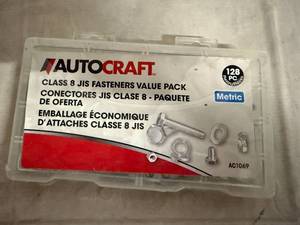 AUTOCRAFT
CLASS 8 JIS FASTENERS VALUE PACK
CONECTORES JIS CLASS 8 - PAQUETE
DE OFERTA
EMBALLAGE ÉCONOMIQUE
D'ATTACHES CLASSE 8 JIS
128
PC
Metric
AC1069